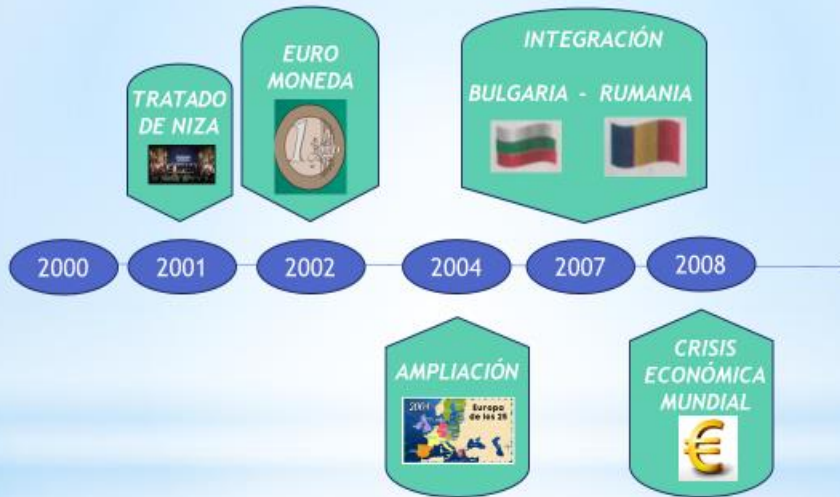 TRATADO
DE NIZA
EURO
MONEDA
1
INTEGRACIÓN
BULGARIA - RUMANIA
2000
2001
2002
2004
2007
2008
AMPLIACIÓN
2004
Europa
de los 25
CRISIS
ECONÓMICA
MUNDIAL
€